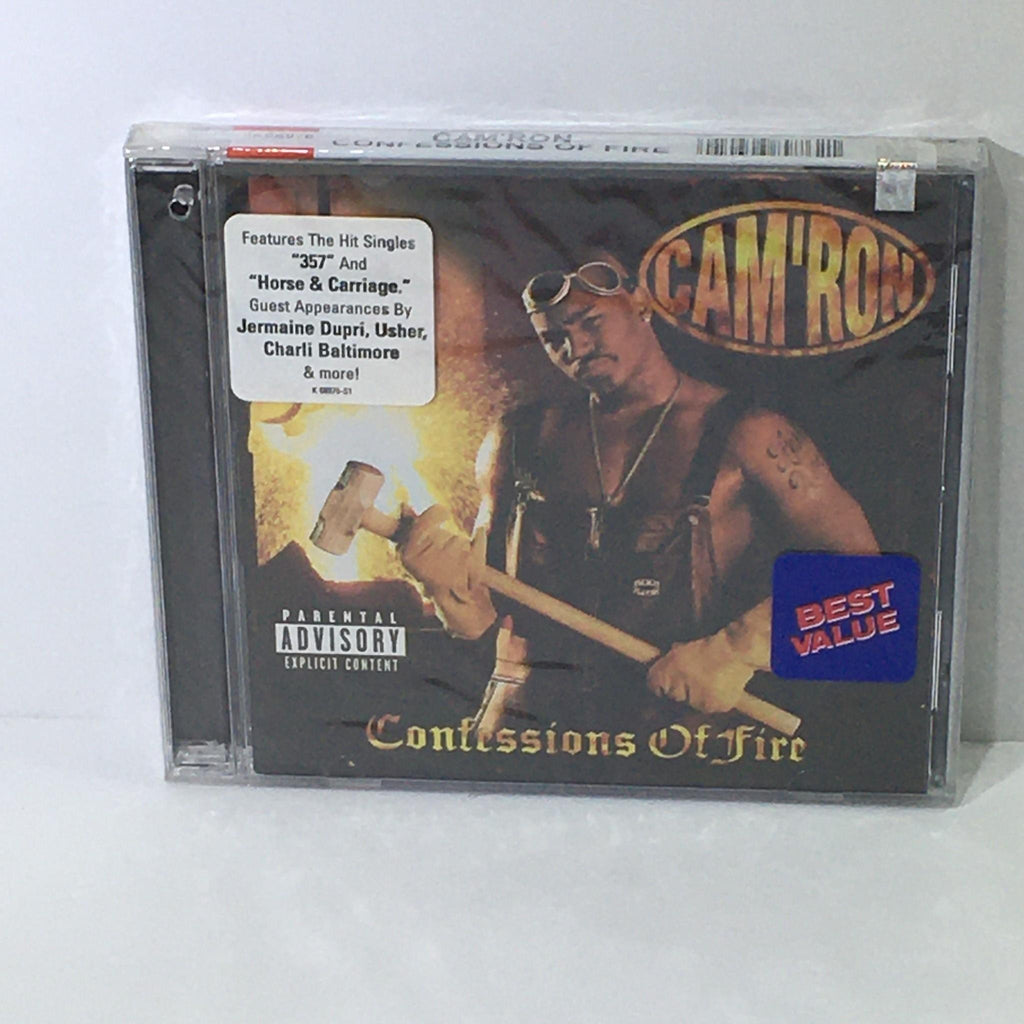 CAM'RON
CONFESSIONS OF FIRE
Features The Hit Singles
"357" And
"Horse & Carriage."
Guest Appearances By
Jermaine Dupri, Usher,
Charli Baltimore
& more!
CAM'RON
BEST
VALUE
PARENTAL
ADVISORY
EXPLICIT CONTENT
Confessions Of Fire